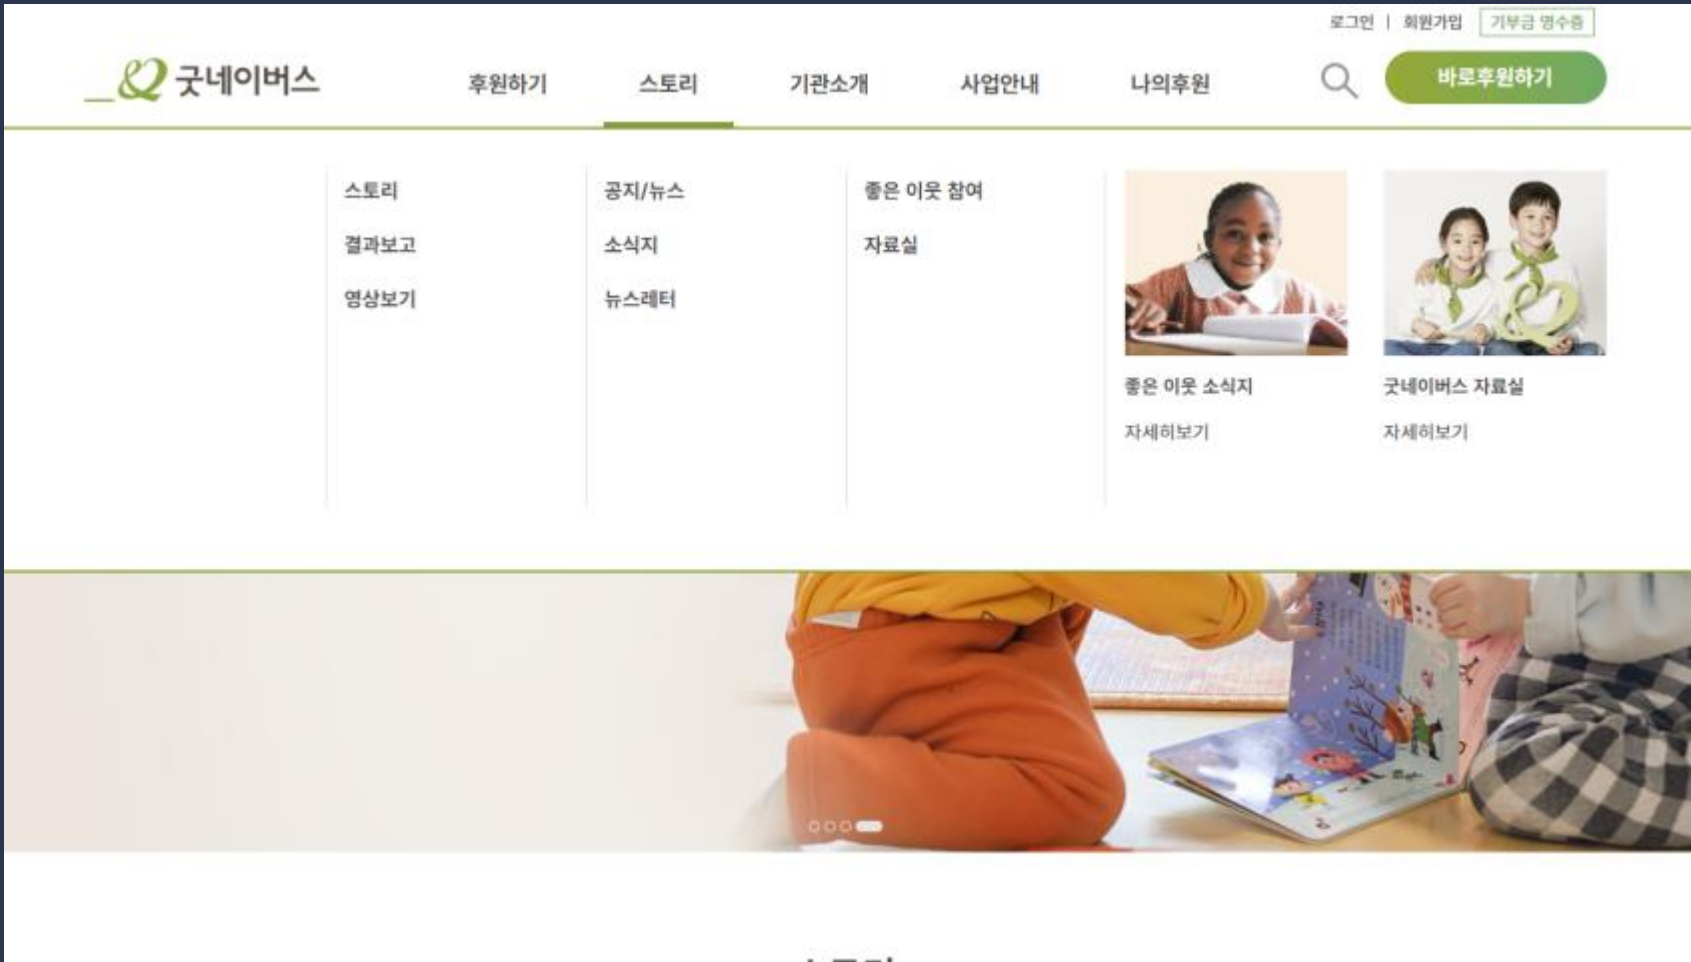 로그인 | 회원가입 기부금 영수증
굿네이버스 후원하기 스토리 기관소개 사업안내 나의후원 바로후원하기
스토리
결과보고
영상보기
공지/뉴스
소식지
뉴스레터
좋은 이웃 참여
자료실
좋은 이웃 소식지
자세히보기
굿네이버스 자료실
자세히보기